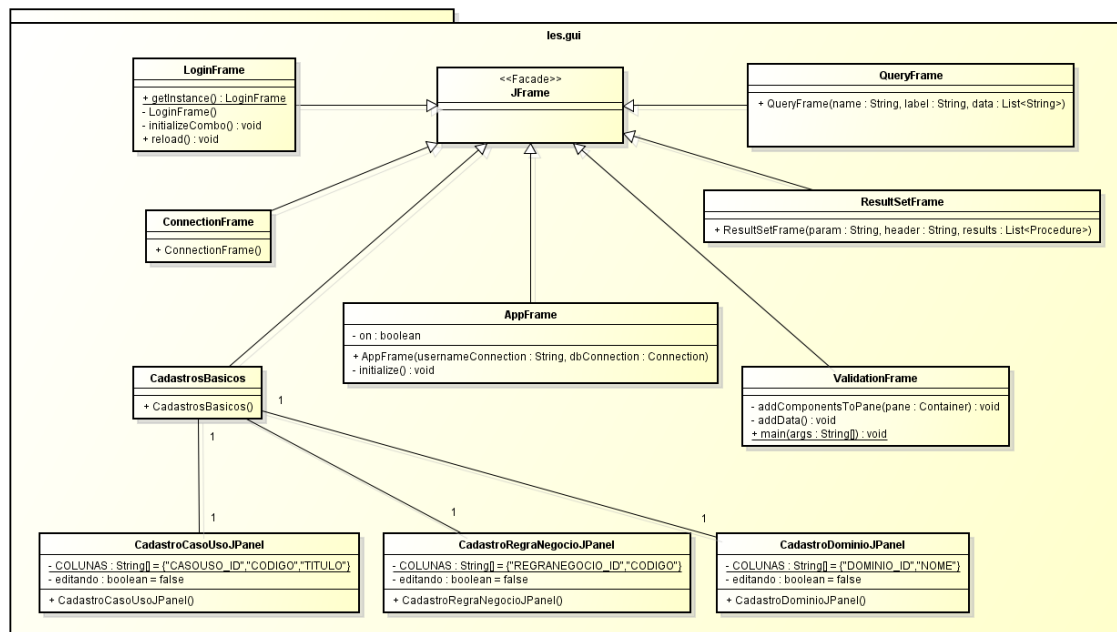 les.gui
LoginFrame
+ getInstance() : LoginFrame
- LoginFrame()
- initializeCombo() : void
+ reload() : void
<<Facade>>
JFrame
QueryFrame
+ QueryFrame(name : String, label : String, data : List<String>)
ConnectionFrame
+ ConnectionFrame()
ResultSetFrame
+ ResultSetFrame(param : String, header : String, results : List<Procedure>)
AppFrame
- on : boolean
+ AppFrame(usernameConnection : String, dbConnection : Connection)
- initialize() : void
CadastrosBasicos
+ CadastrosBasicos()
ValidationFrame
- addComponentsToPane(pane : Container) : void
- addData() : void
+ main(args : String[]) : void
1
1
1
1
1
CadastroCasoUsoJPanel
- COLUNAS : String[] = {"CASOUSO_ID","CODIGO","TITULO"}
- editando : boolean = false
+ CadastroCasoUsoJPanel()
CadastroRegraNegocioJPanel
- COLUNAS : String[] = {"REGRANEGOCIO_ID","CODIGO"}
- editando : boolean = false
+ CadastroRegraNegocioJPanel()
CadastroDominioJPanel
- COLUNAS : String[] = {"DOMINIO_ID","NOME"}
- editando : boolean = false
+ CadastroDominioJPanel()